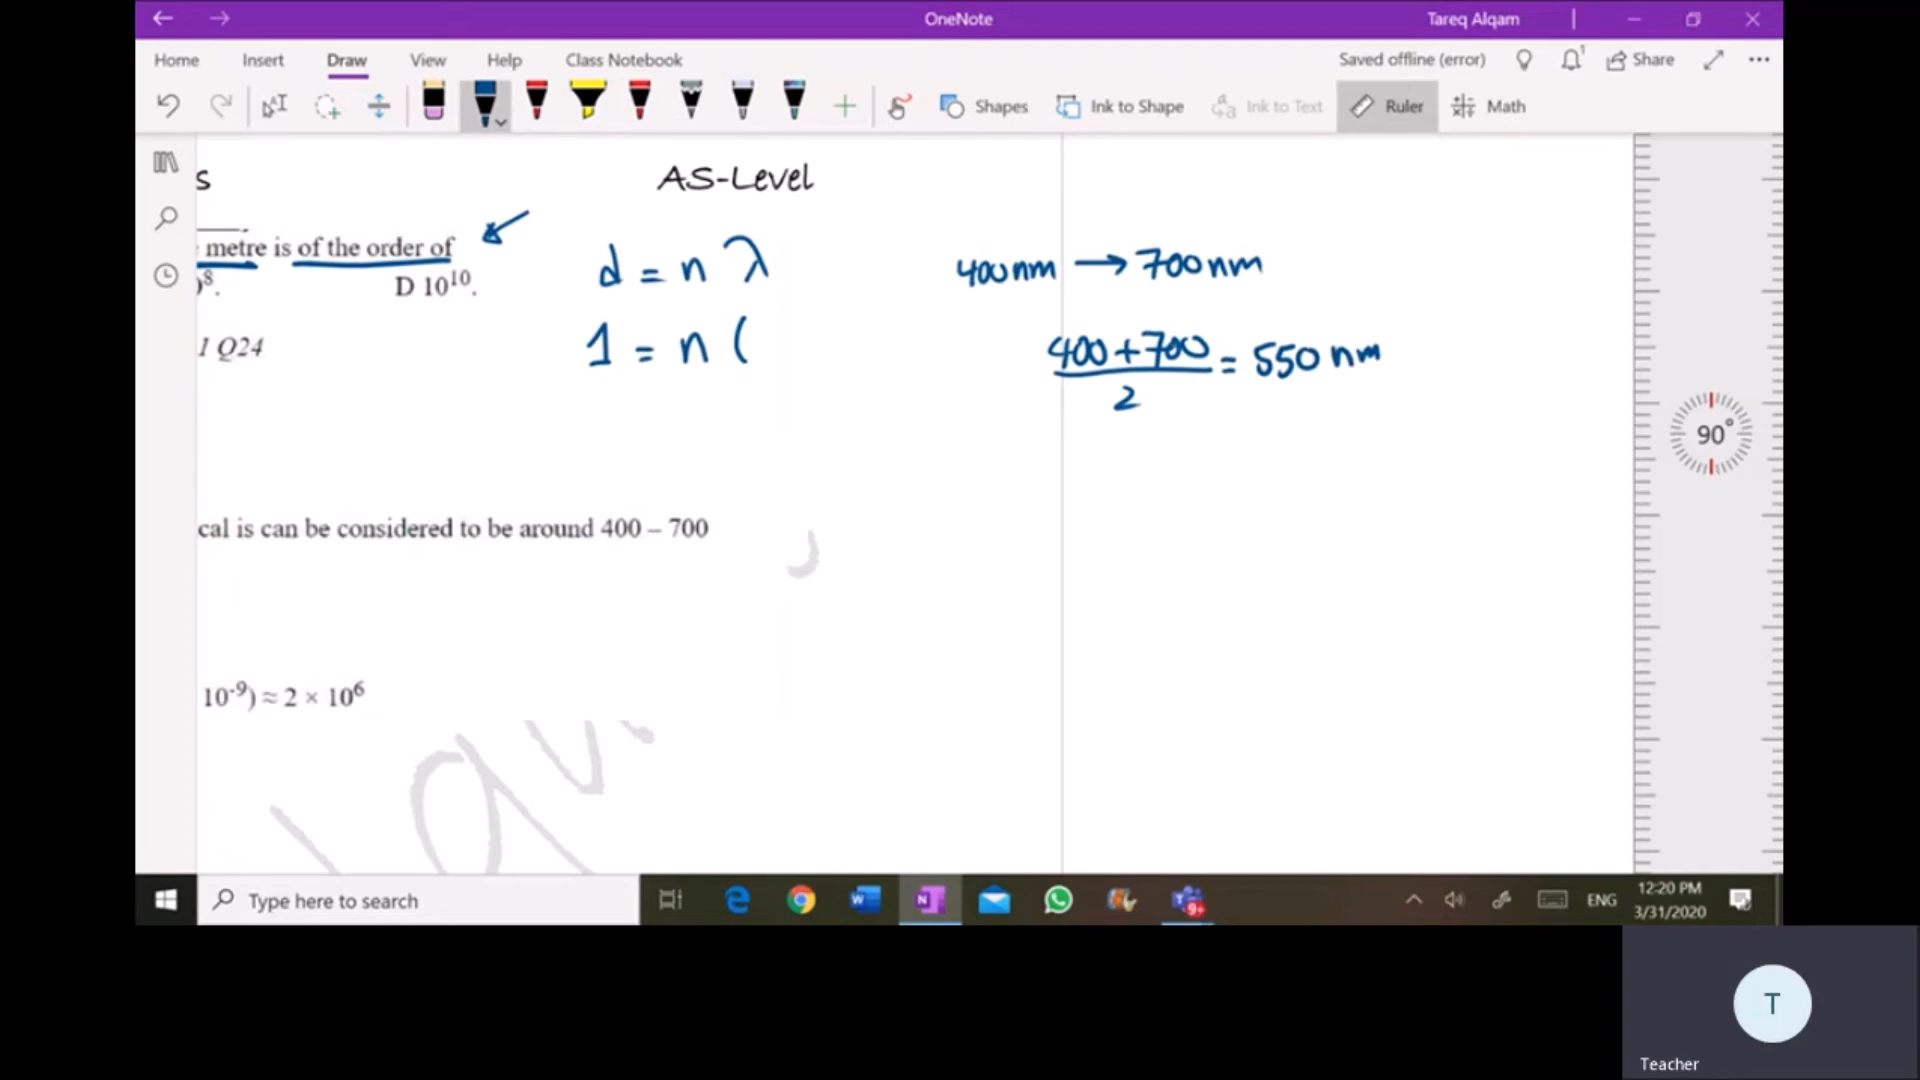 OneNote
Tareq Alqam
Home Insert Draw View Help Class Notebook
Saved offline (error) 1 Share
Shapes Ink to Shape Ink to Text Ruler Math
s AS-Level
metre is of the order of
8. D 10¹⁰.
d = n λ
400nm → 700nm
1 Q24
1 = n (
400+700 = 550 nm
2
90°
cal is can be considered to be around 400 – 700
10⁻⁹) ≈ 2 × 10⁶
Type here to search
9+
ENG
12:20 PM
3/31/2020
T
Teacher